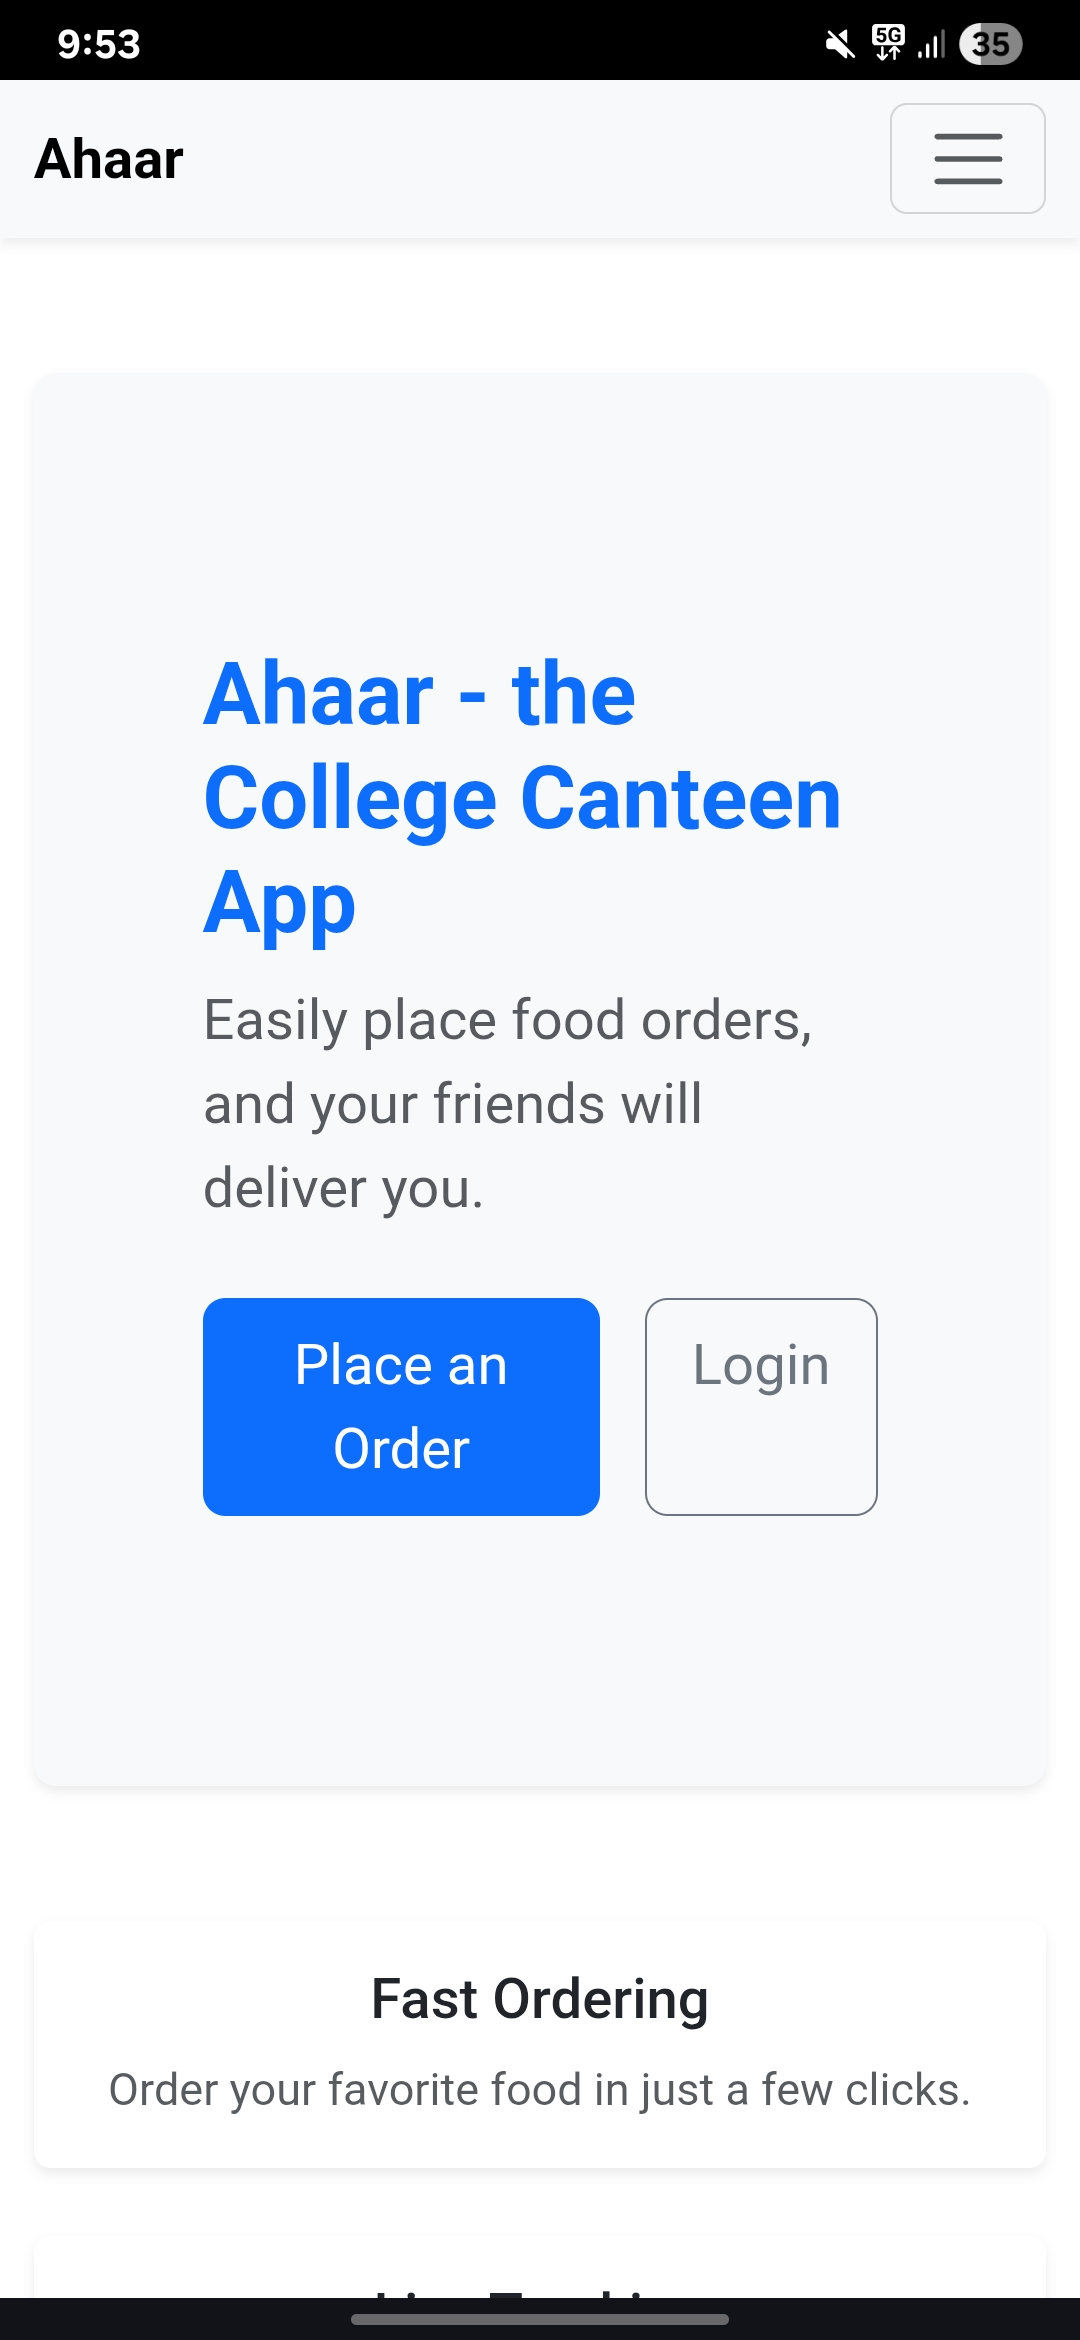 9:53
5G
35
Ahaar
Ahaar - the
College Canteen
App
Easily place food orders,
and your friends will
deliver you.
Place an
Order
Login
Fast Ordering
Order your favorite food in just a few clicks.